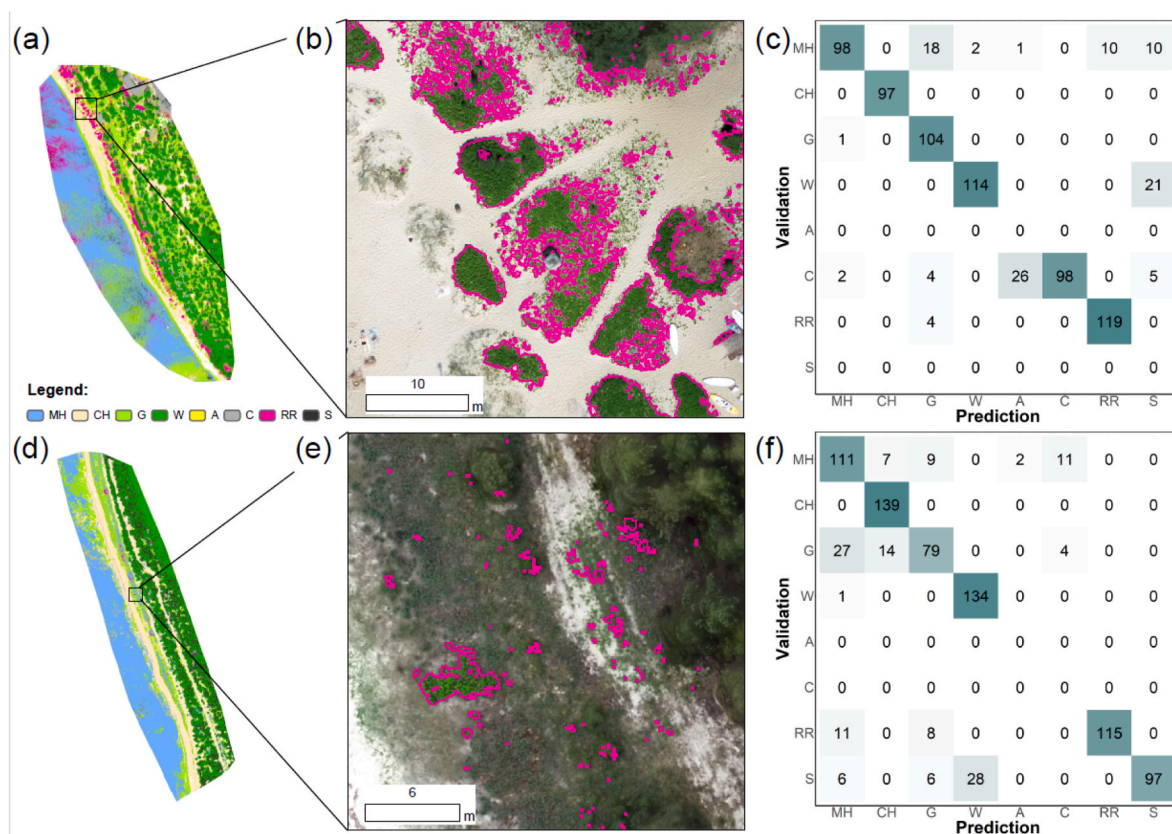 (a)
(b)
(c)
MH 98 0 18 2 1 0 10 10
CH 0 97 0 0 0 0 0 0
G 1 0 104 0 0 0 0 0
W 0 0 0 114 0 0 0 21
A 0 0 0 0 0 0 0 0
C 2 0 4 0 26 98 0 5
RR 0 0 4 0 0 0 119 0
S 0 0 0 0 0 0 0 0
Validation
MH CH G W A C RR S
Prediction
10
m
Legend:
MH CH G W A C RR S
(d)
(e)
(f)
MH 111 7 9 0 2 11 0 0
CH 0 139 0 0 0 0 0 0
G 27 14 79 0 0 4 0 0
W 1 0 0 134 0 0 0 0
A 0 0 0 0 0 0 0 0
C 0 0 0 0 0 0 0 0
RR 11 0 8 0 0 0 115 0
S 6 0 6 28 0 0 0 97
Validation
MH CH G W A C RR S
Prediction
6
m